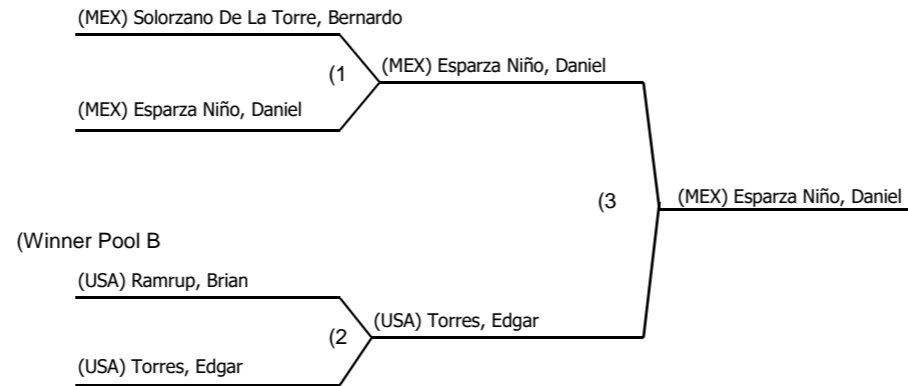 (MEX) Solorzano De La Torre, Bernardo
(1
(MEX) Esparza Niño, Daniel
(MEX) Esparza Niño, Daniel
(3
(MEX) Esparza Niño, Daniel
(Winner Pool B
(USA) Ramrup, Brian
(2
(USA) Torres, Edgar
(USA) Torres, Edgar